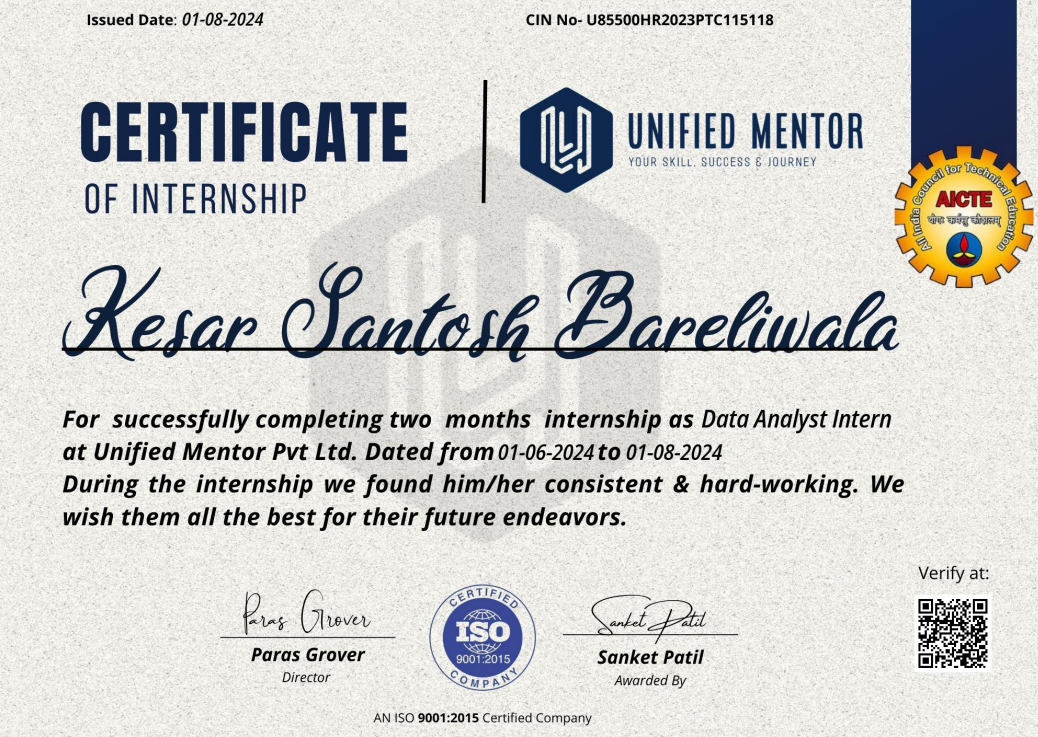 Issued Date: 01-08-2024
CIN No- U85500HR2023PTC115118
CERTIFICATE
OF INTERNSHIP
UNIFIED MENTOR
YOUR SKILL, SUCCESS & JOURNEY
All India Council for Technical Education
AICTE
योगः कर्मसु कौशलम्
Kesar Santosh Bareliwala
For successfully completing two months internship as Data Analyst Intern
at Unified Mentor Pvt Ltd. Dated from 01-06-2024 to 01-08-2024
During the internship we found him/her consistent & hard-working. We
wish them all the best for their future endeavors.
Verify at:
Paras Grover
Paras Grover
Director
CERTIFIED
ISO
9001:2015
COMPANY
Sanket Patil
Sanket Patil
Awarded By
AN ISO 9001:2015 Certified Company